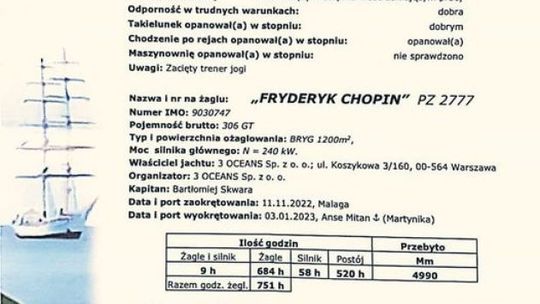 Odporność w trudnych warunkach: dobra
Takielunek opanował(a) w stopniu: dobrym
Chodzenie po rejach opanował(a) w stopniu: opanował(a)
Maszynownię opanował(a) w stopniu: nie sprawdzono
Uwagi: Zacięty trener jogi
Nazwa i nr na żaglu: „FRYDERYK CHOPIN" PZ 2777
Numer IMO: 9030747
Pojemność brutto: 306 GT
Typ i powierzchnia ożaglowania: BRYG 1200m²,
Moc silnika głównego: N = 240 kW.
Właściciel jachtu: 3 OCEANS Sp. z o. o.; ul. Koszykowa 3/160, 00-564 Warszawa
Organizator: 3 OCEANS Sp. z o. o.
Kapitan: Bartłomiej Skwara
Data i port zaokrętowania: 11.11.2022, Malaga
Data i port wyokrętowania: 03.01.2023, Anse Mitan ⚓ (Martynika)
Ilość godzin Przebyto
Żagle i silnik Żagle Silnik Postój Mm
9 h 684 h 58 h 520 h 4990
Razem godz. żegl. 751 h